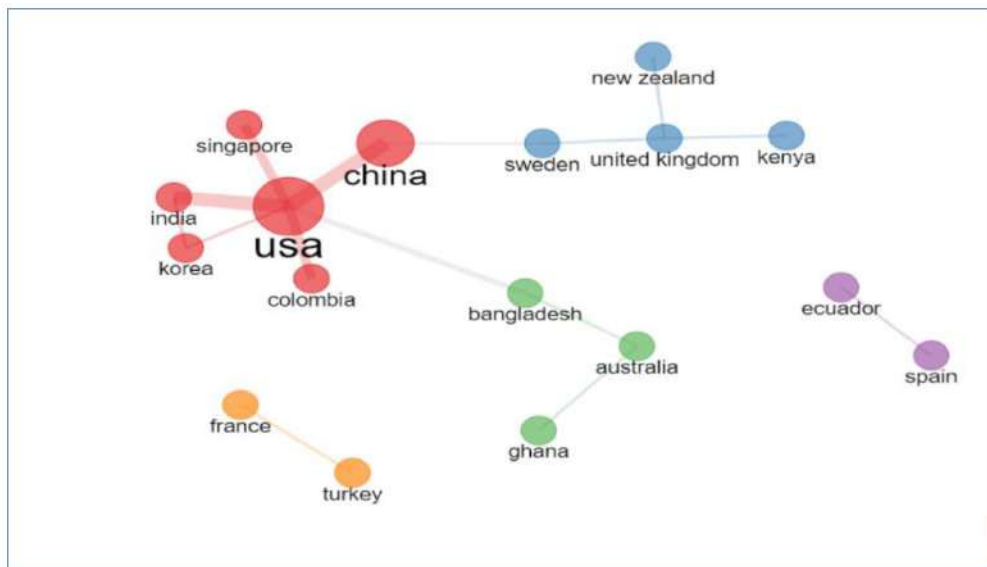 new zealand
singapore
china
sweden
united kingdom
kenya
india
usa
korea
colombia
bangladesh
ecuador
australia
spain
france
ghana
turkey